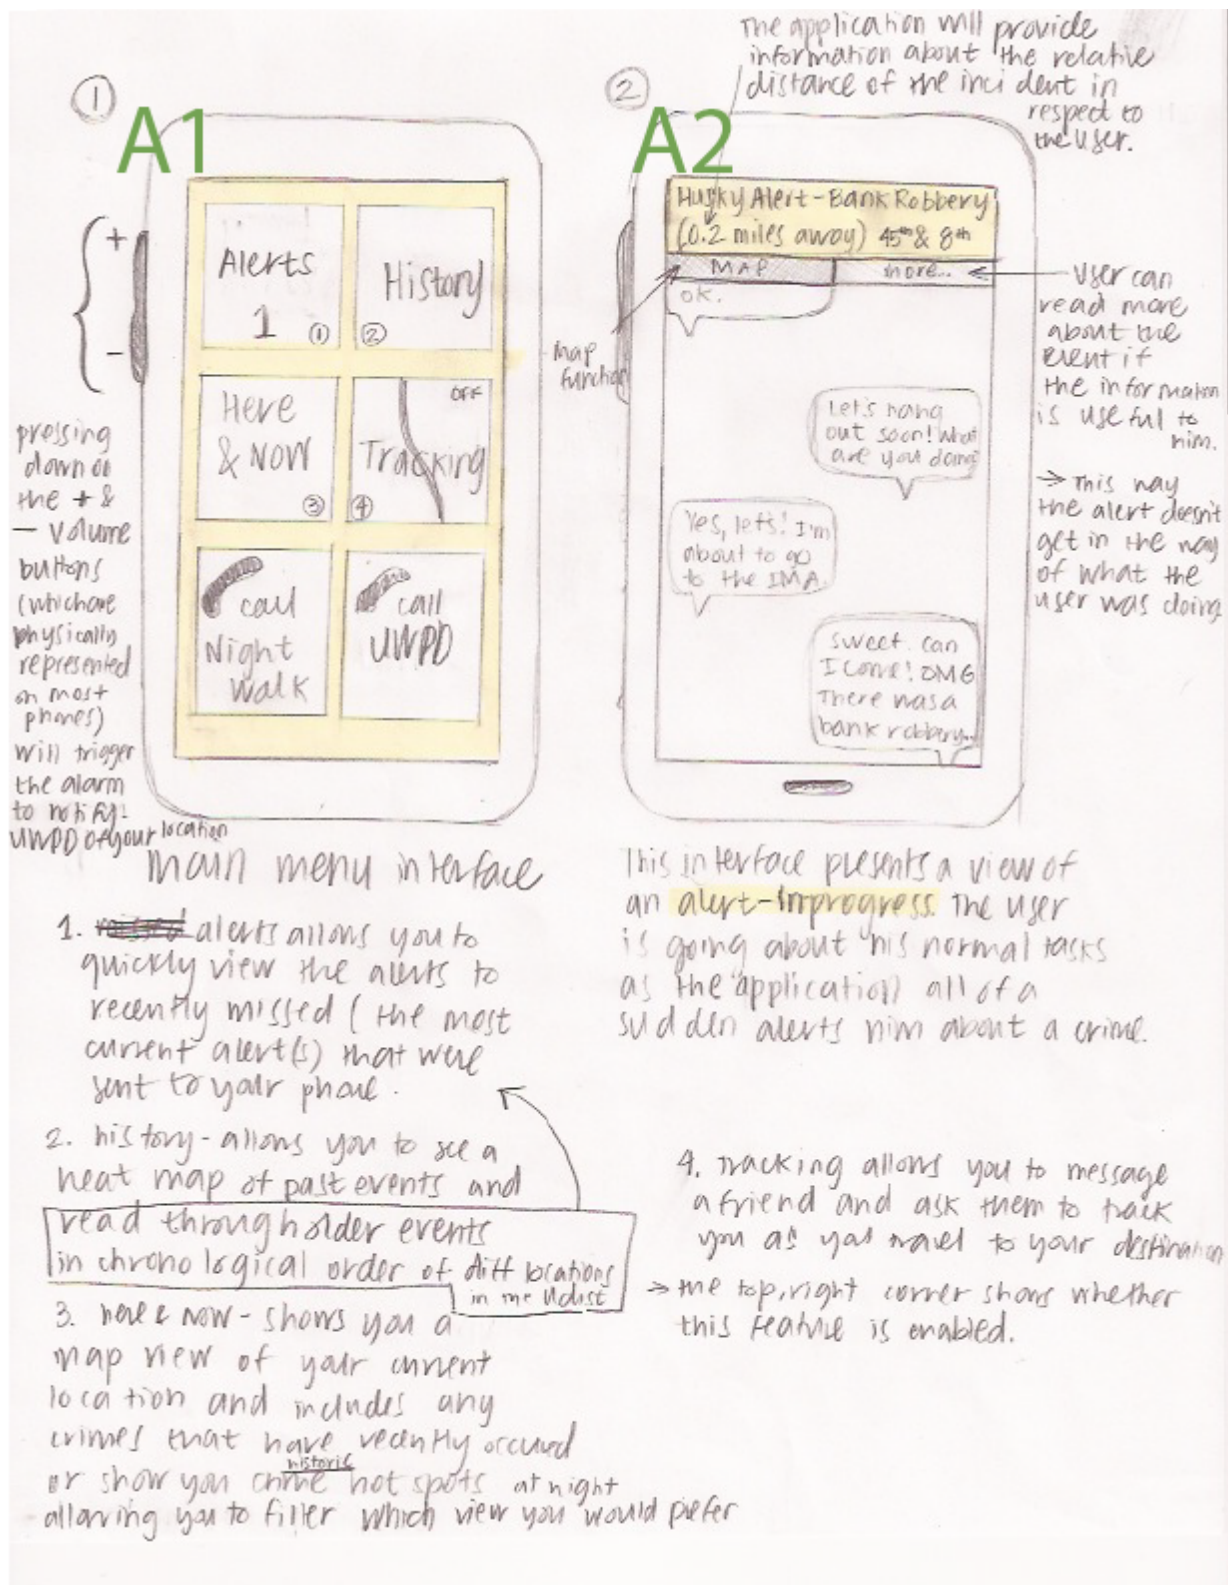 The application will provide
information about the relative
distance of the incident in
respect to
the user.
①
A1
Alerts
1 ①
History
②
Here
& NOW
③
OFF
Tracking
④
call
Night
Walk
call
UWPD
+
-
pressing
down on
the + &
- volume
buttons
(which are
physically
represented
on most
phones)
will trigger
the alarm
to notify
UWPD of your location
main menu interface
1. alerts allows you to
quickly view the alerts to
recently missed (the most
current alert(s) that were
sent to your phone.
2. history - allows you to see a
heat map of past events and
read through older events
in chronological order of diff locations
in the Udist
3. here & now - shows you a
map view of your current
location and includes any
crimes that have recently occured
historic
or show you crime hot spots at night
allowing you to filter which view you would prefer
②
A2
Husky Alert - Bank Robbery
(0.2 miles away) 45th & 8th
MAP
more...
ok.
Let's hang
out soon! What
are you doing
Yes, let's! I'm
about to go
to the IMA.
Sweet. can
I come! OMG
There was a
bank robbery...
Map
function
User can
read more
about the
event if
the information
is useful to
him.
→ This way
the alert doesn't
get in the way
of what the
user was doing
This interface presents a view of
an alert-inprogress. The user
is going about his normal tasks
as the application all of a
sudden alerts him about a crime.
4. Tracking allows you to message
a friend and ask them to track
you as you travel to your destination
→ the top, right corner shows whether
this feature is enabled.